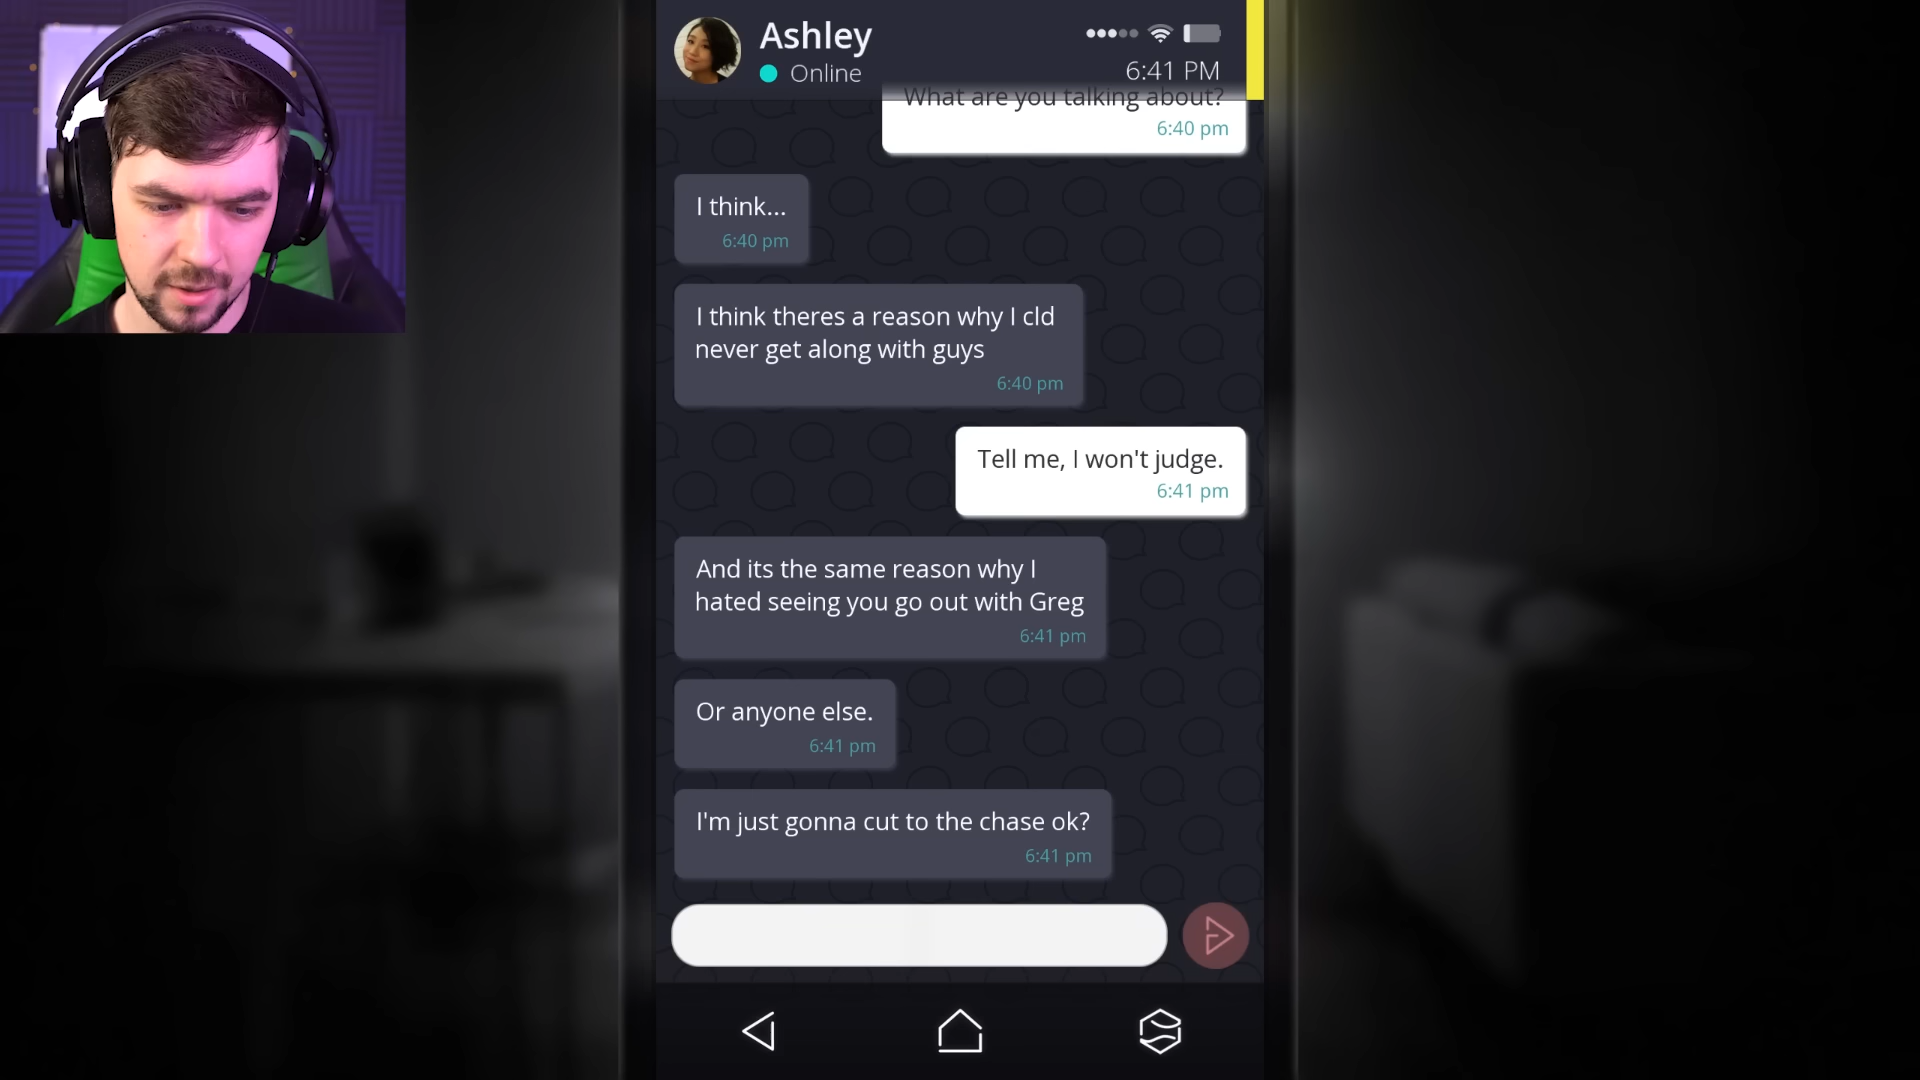 Ashley
Online
6:41 PM
What are you talking about?
6:40 pm
I think...
6:40 pm
I think theres a reason why I cld
never get along with guys
6:40 pm
Tell me, I won't judge.
6:41 pm
And its the same reason why I
hated seeing you go out with Greg
6:41 pm
Or anyone else.
6:41 pm
I'm just gonna cut to the chase ok?
6:41 pm